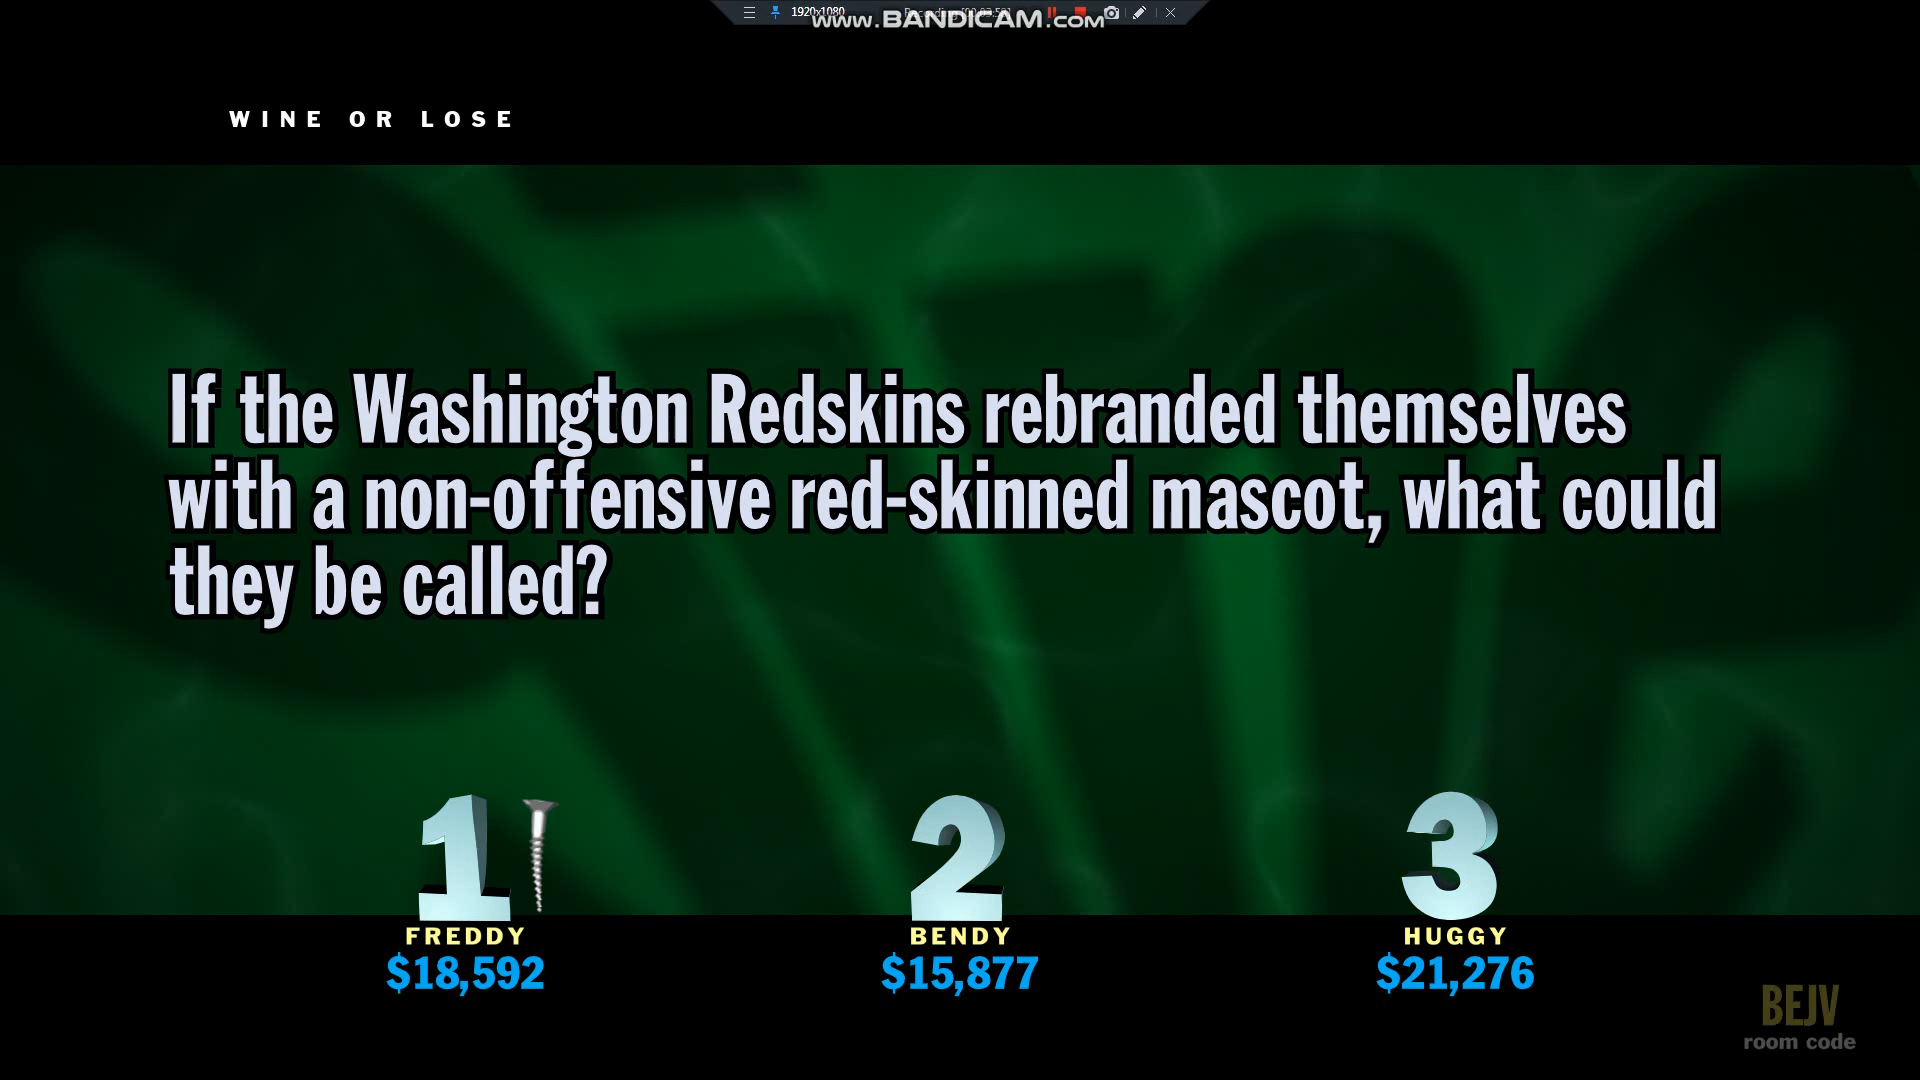 1920x1080
www.BANDICAM.com
WINE OR LOSE
If the Washington Redskins rebranded themselves
with a non-offensive red-skinned mascot, what could
they be called?
1 2 3
FREDDY BENDY HUGGY
$18,592 $15,877 $21,276
BEJV
room code